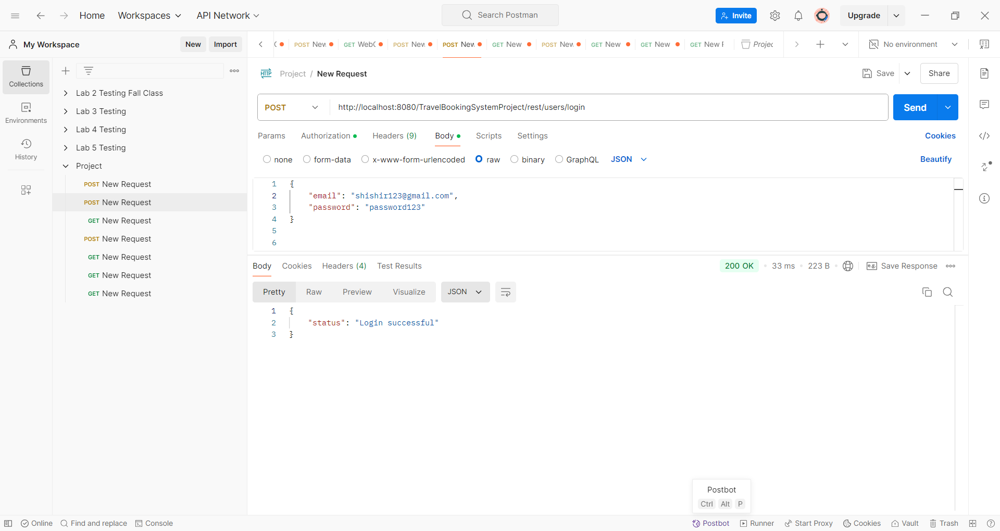 Home
Workspaces
API Network
Search Postman
Invite
Upgrade
My Workspace
New
Import
POST New
GET WebC
POST New
POST New
GET New
POST New
GET New
GET New
GET New
Projec
No environment
Collections
Environments
History
Lab 2 Testing Fall Class
Lab 3 Testing
Lab 4 Testing
Lab 5 Testing
Project
POST New Request
POST New Request
GET New Request
POST New Request
GET New Request
GET New Request
GET New Request
HTTP Project / New Request
Save
Share
POST
http://localhost:8080/TravelBookingSystemProject/rest/users/login
Send
Params
Authorization
Headers (9)
Body
Scripts
Settings
Cookies
none
form-data
x-www-form-urlencoded
raw
binary
GraphQL
JSON
Beautify
1 {
2 "email": "shishir123@gmail.com",
3 "password": "password123"
4 }
5
6
Body
Cookies
Headers (4)
Test Results
200 OK
33 ms
223 B
e.g. Save Response
Pretty
Raw
Preview
Visualize
JSON
1 {
2 "status": "Login successful"
3 }
Postbot
Ctrl Alt P
Online
Find and replace
Console
Postbot
Runner
Start Proxy
Cookies
Vault
Trash